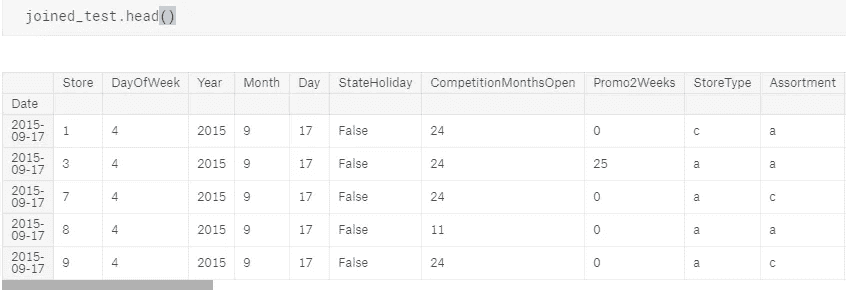 joined_test.head()
Store DayOfWeek Year Month Day StateHoliday CompetitionMonthsOpen Promo2Weeks StoreType Assortment
Date
2015-
09-17 1 4 2015 9 17 False 24 0 c a
2015-
09-17 3 4 2015 9 17 False 24 25 a a
2015-
09-17 7 4 2015 9 17 False 24 0 a c
2015-
09-17 8 4 2015 9 17 False 11 0 a a
2015-
09-17 9 4 2015 9 17 False 24 0 a c